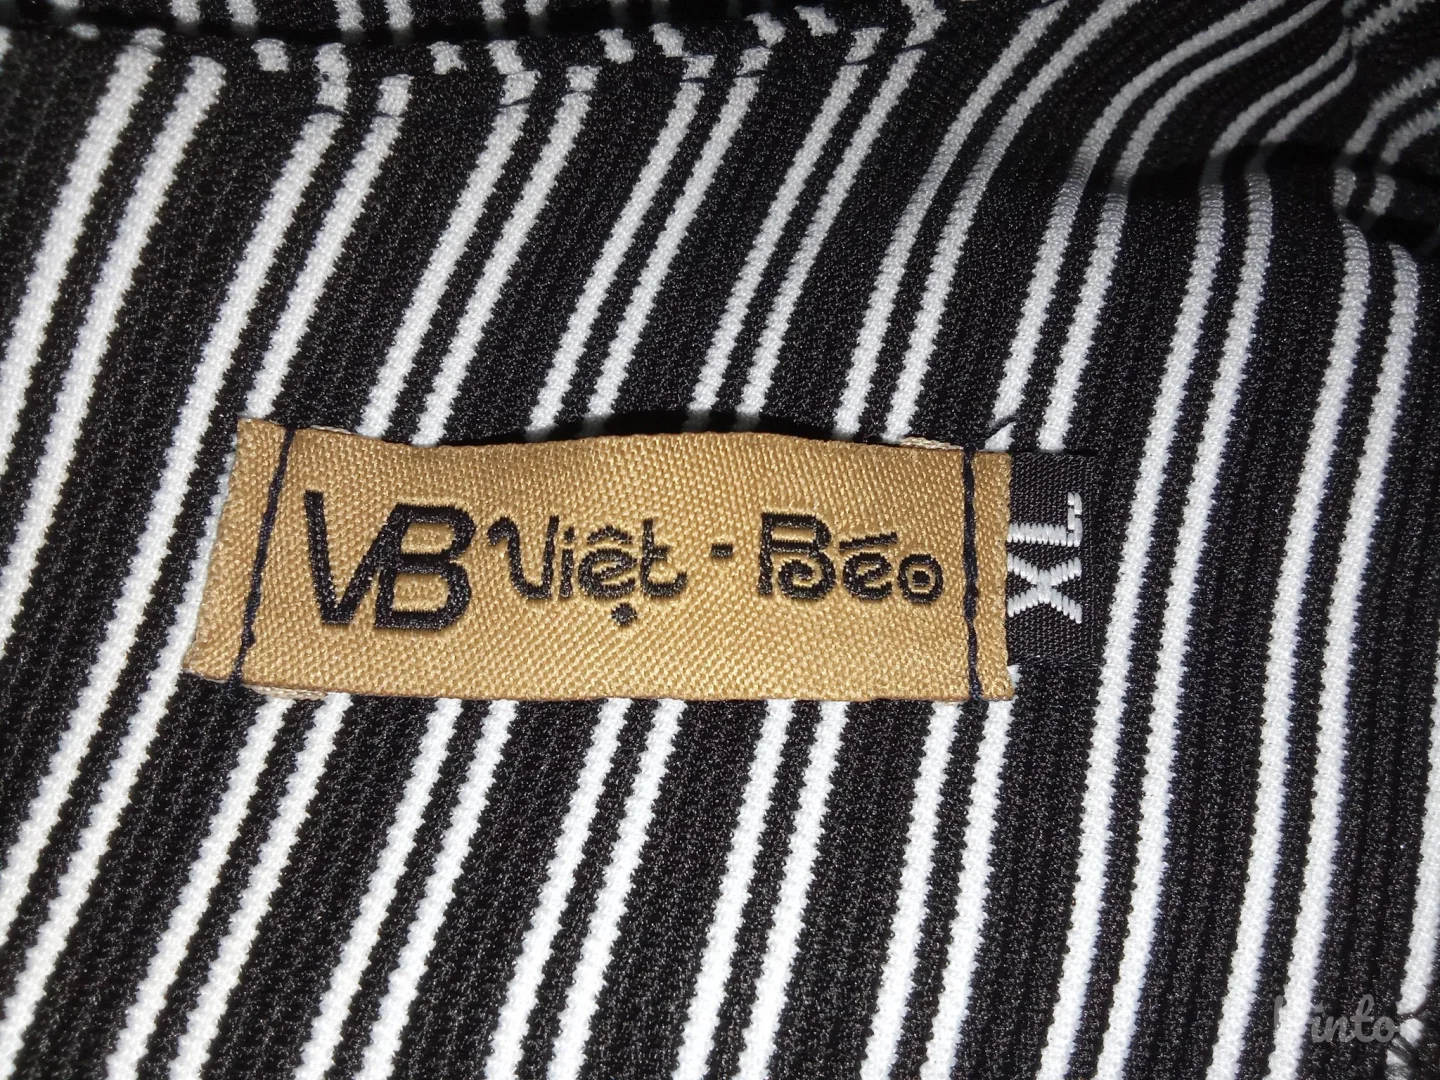 VB Việt - Béo
XL